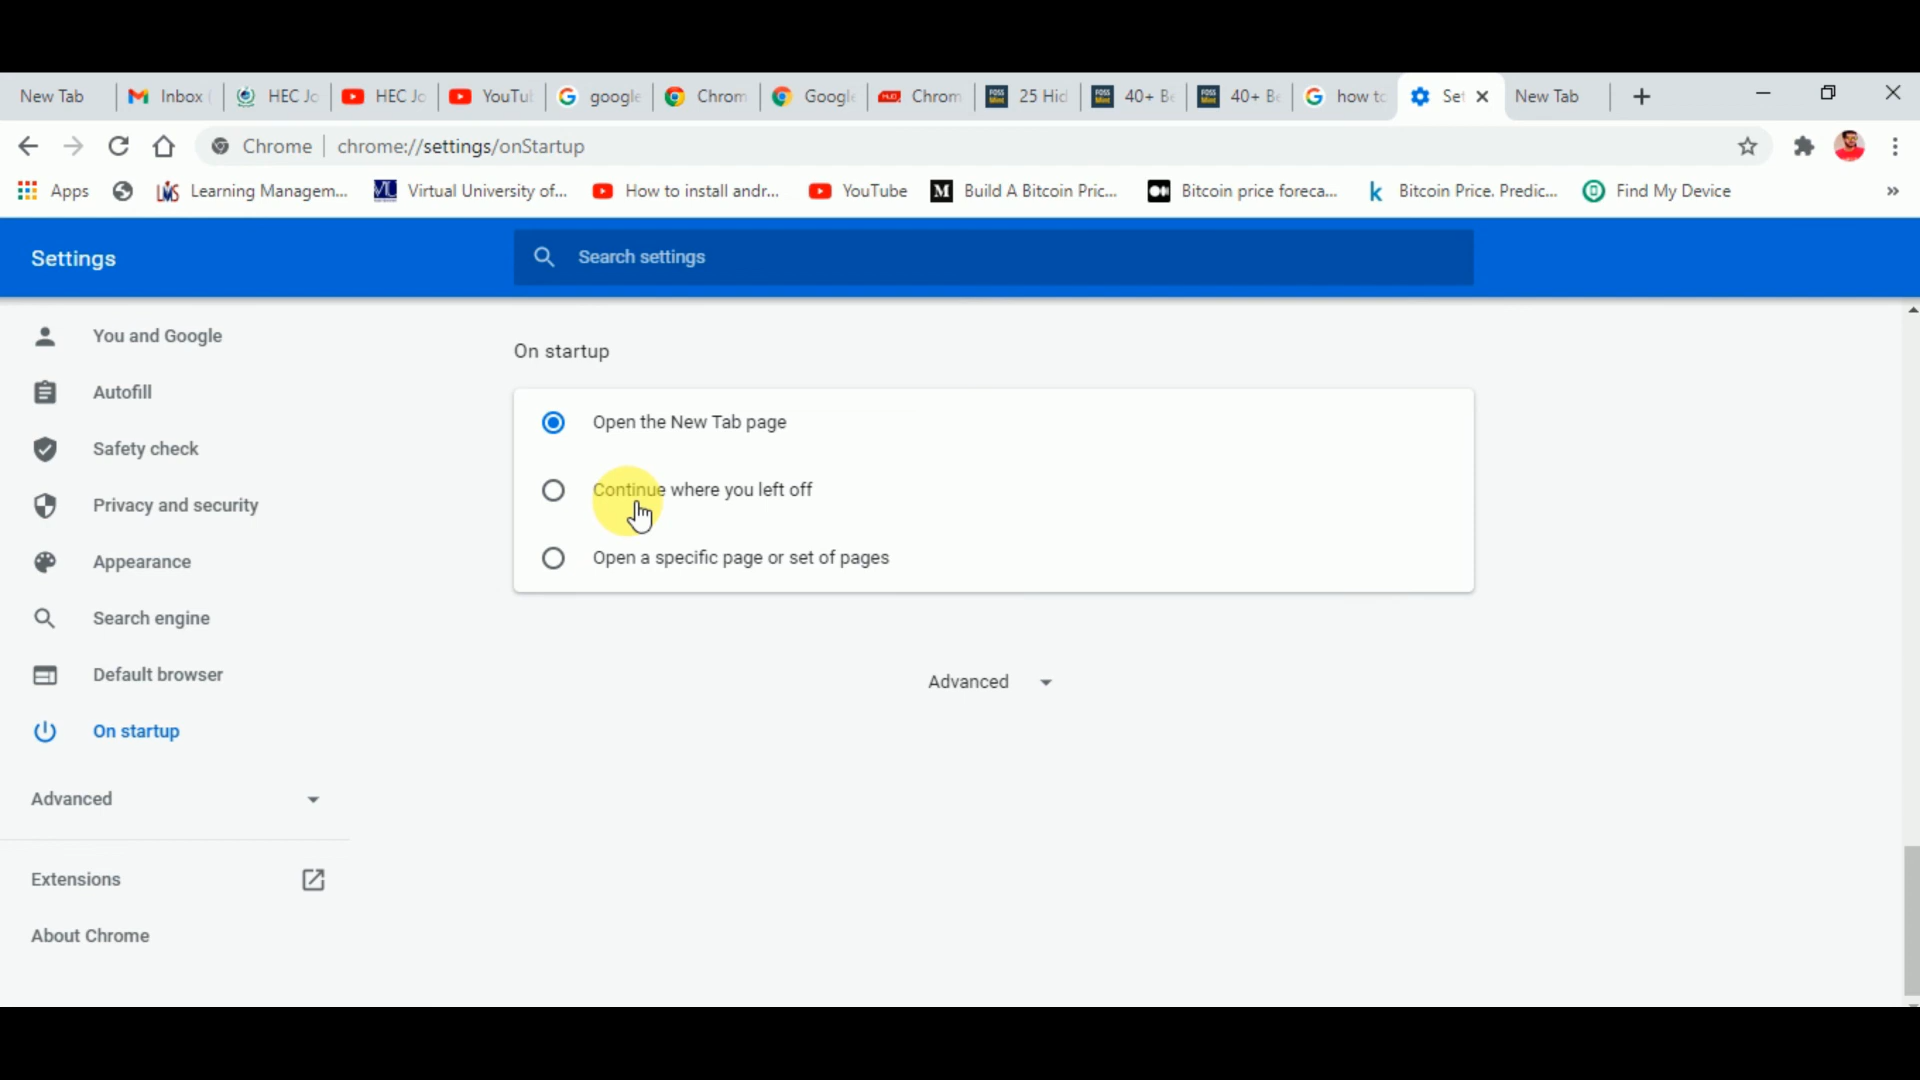 New Tab Inbox HEC Jo HEC Jo YouTu google Chrom Google Chrom 25 Hid 40+ Be 40+ Be how to Set New Tab
Chrome chrome://settings/onStartup
Apps Learning Managem... Virtual University of... How to install andr... YouTube Build A Bitcoin Pric... Bitcoin price foreca... Bitcoin Price. Predic... Find My Device
Settings
Search settings
You and Google
Autofill
Safety check
Privacy and security
Appearance
Search engine
Default browser
On startup
Advanced
Extensions
About Chrome
On startup
Open the New Tab page
Continue where you left off
Open a specific page or set of pages
Advanced